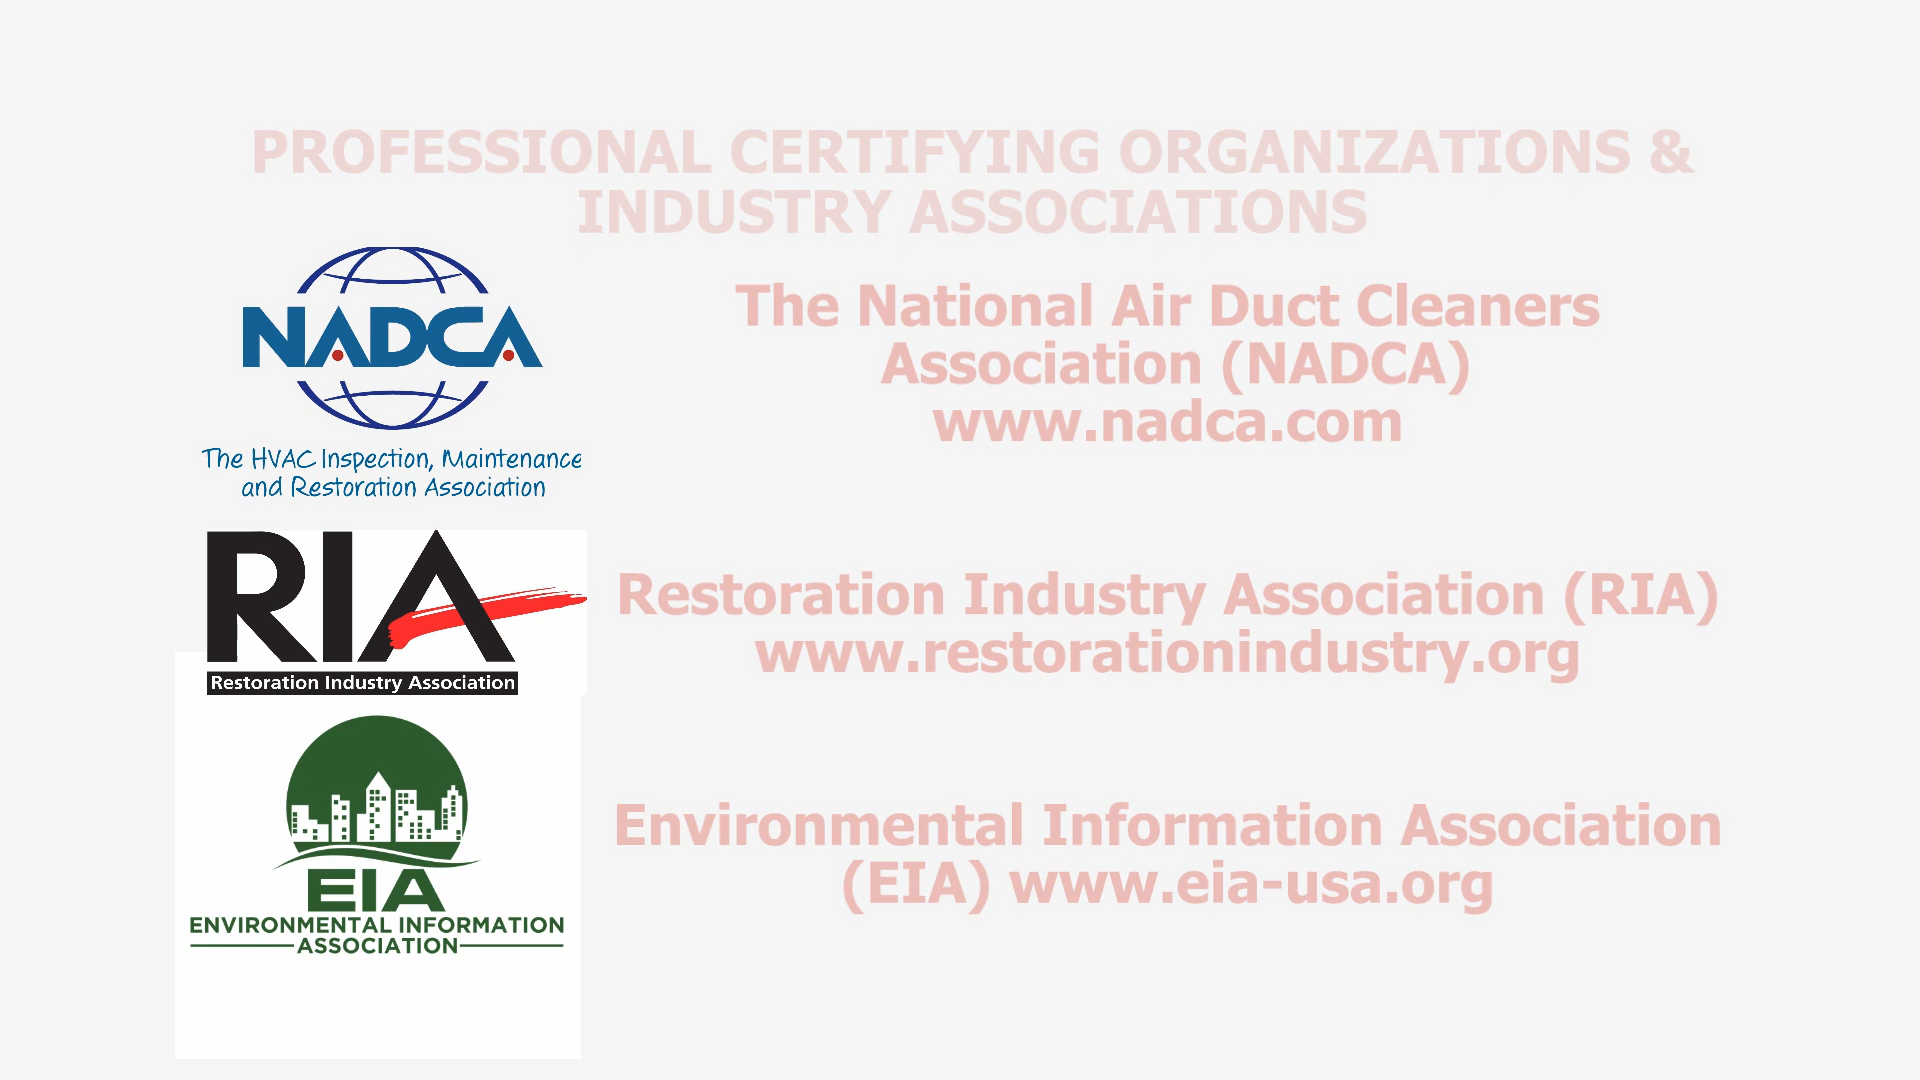 PROFESSIONAL CERTIFYING ORGANIZATIONS &
INDUSTRY ASSOCIATIONS
NADCA
The HVAC Inspection, Maintenance
and Restoration Association
The National Air Duct Cleaners
Association (NADCA)
www.nadca.com
RIA
Restoration Industry Association
Restoration Industry Association (RIA)
www.restorationindustry.org
EIA
ENVIRONMENTAL INFORMATION
ASSOCIATION
Environmental Information Association
(EIA) www.eia-usa.org